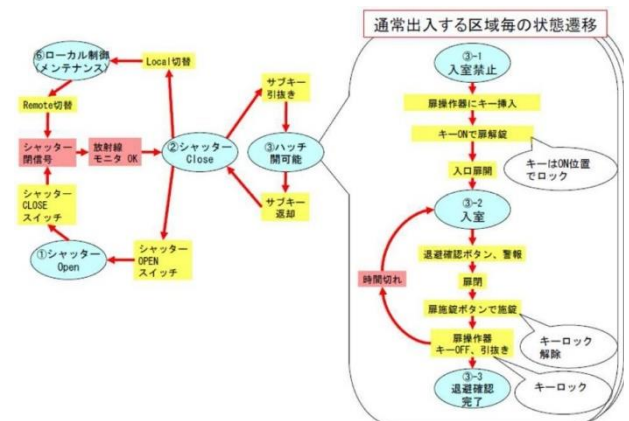 通常出入する区域毎の状態遷移
⑥ローカル制御
(メンテナンス)
Local切替
Remote切替
サブキー
引抜き
シャッター
閉信号
放射線
モニタ OK
②シャッター
Close
③ハッチ
開可能
シャッター
CLOSE
スイッチ
サブキー
返却
①シャッター
Open
シャッター
OPEN
スイッチ
③-1
入室禁止
扉操作器にキー挿入
キーONで扉解錠
キーはON位置
でロック
入口扉開
③-2
入室
退避確認ボタン、警報
時間切れ
扉閉
扉施錠ボタンで施錠
キーロック
解除
扉操作器
キーOFF、引抜き
キーロック
③-3
退避確認
完了